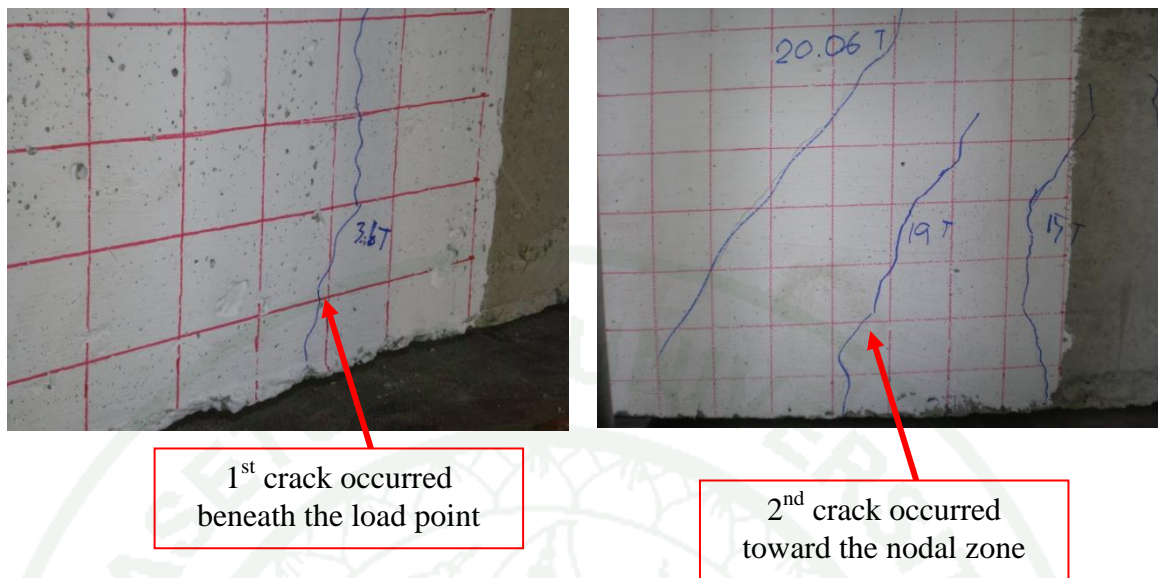 3.6T
20.06 T
19 T
15 T
1st crack occurred
beneath the load point
2nd crack occurred
toward the nodal zone